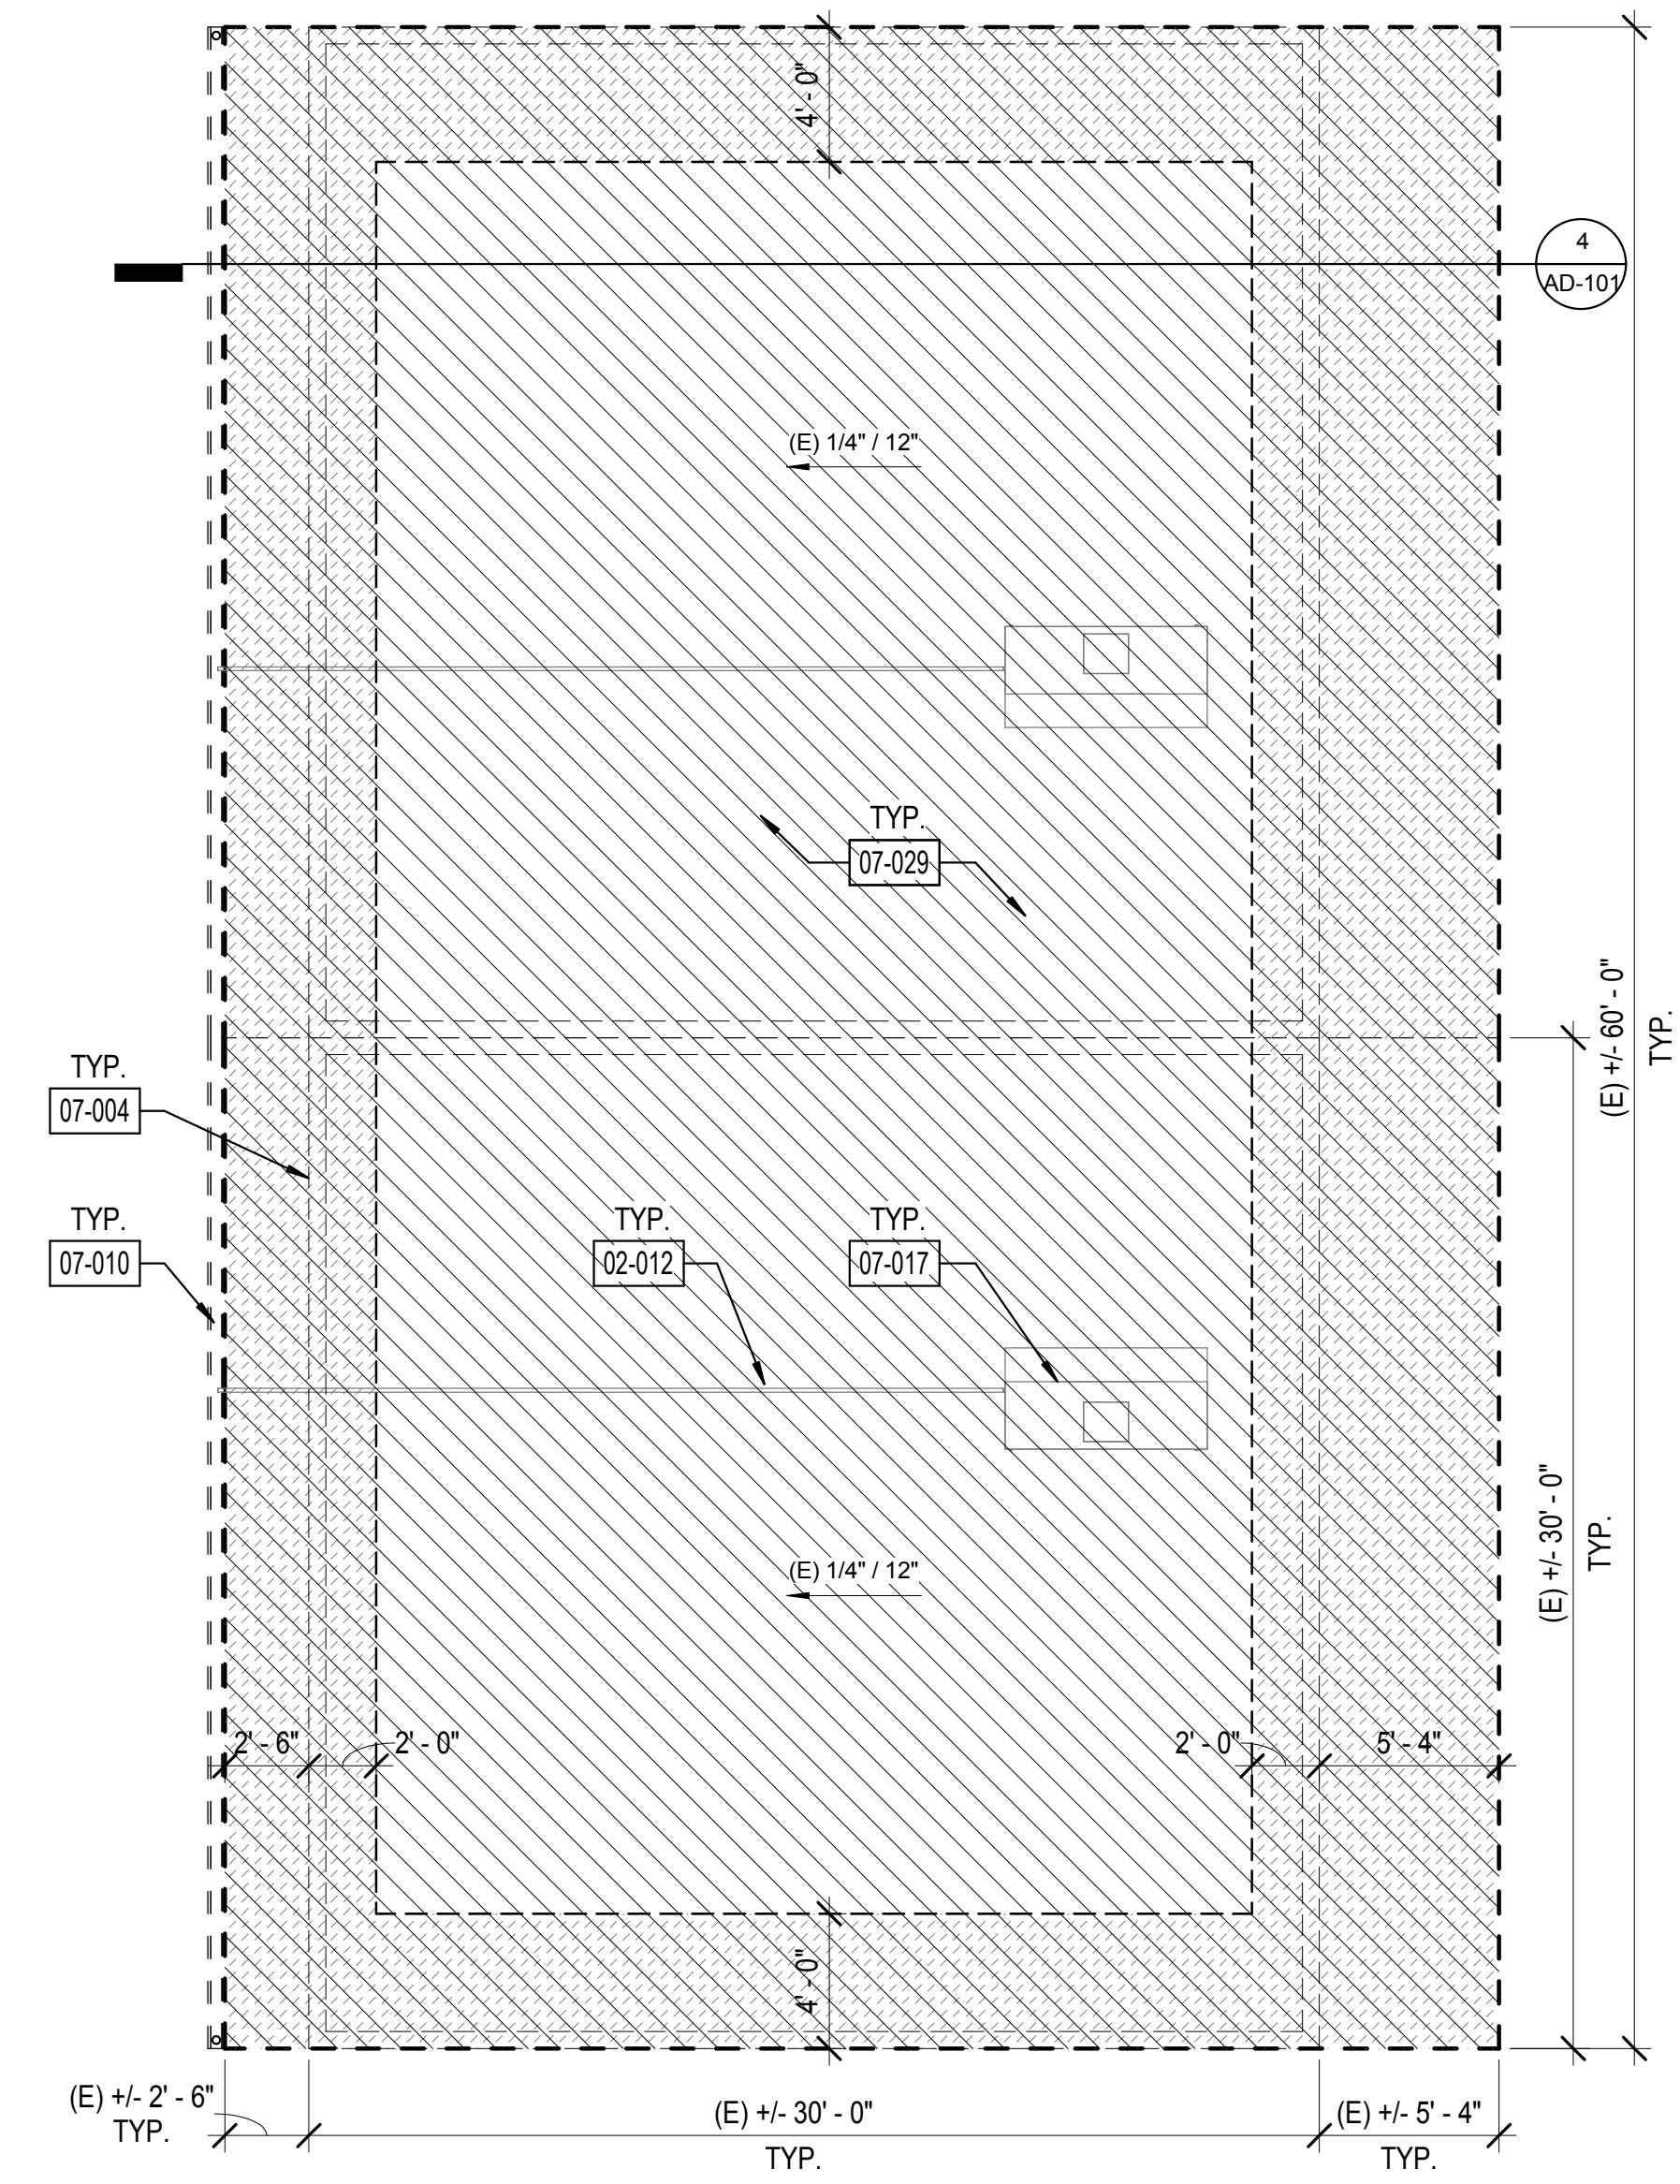 4' - 0"
4
AD-101
(E) 1/4" / 12"
TYP.
07-029
(E) +/- 60' - 0"
TYP.
TYP.
07-004
TYP.
07-010
TYP.
02-012
TYP.
07-017
(E) +/- 30' - 0"
TYP.
(E) 1/4" / 12"
2' - 6"
2' - 0"
2' - 0"
5' - 4"
4' - 0"
(E) +/- 2' - 6"
TYP.
(E) +/- 30' - 0"
TYP.
(E) +/- 5' - 4"
TYP.